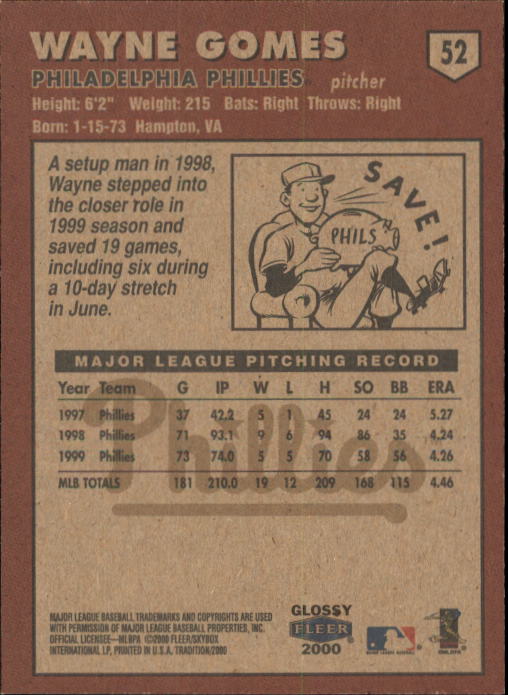 WAYNE GOMES
52
PHILADELPHIA PHILLIES pitcher
Height: 6'2" Weight: 215 Bats: Right Throws: Right
Born: 1-15-73 Hampton, VA
A setup man in 1998,
Wayne stepped into
the closer role in
1999 season and
saved 19 games,
including six during
a 10-day stretch
in June.
SAVE!
PHILS
MAJOR LEAGUE PITCHING RECORD
Year Team G IP W L H SO BB ERA
1997 Phillies 37 42.2 5 1 45 24 24 5.27
1998 Phillies 71 93.1 9 6 94 86 35 4.24
1999 Phillies 73 74.0 5 5 70 58 56 4.26
MLB TOTALS 181 210.0 19 12 209 168 115 4.46
Phillies
MAJOR LEAGUE BASEBALL TRADEMARKS AND COPYRIGHTS ARE USED
WITH PERMISSION OF MAJOR LEAGUE BASEBALL PROPERTIES, INC.
OFFICIAL LICENSEE—MLBPA ©2000 FLEER/SKYBOX
INTERNATIONAL LP, PRINTED IN U.S.A. TRADITION/2000
GLOSSY
FLEER
2000
MAJOR LEAGUE BASEBALL
MLBPA